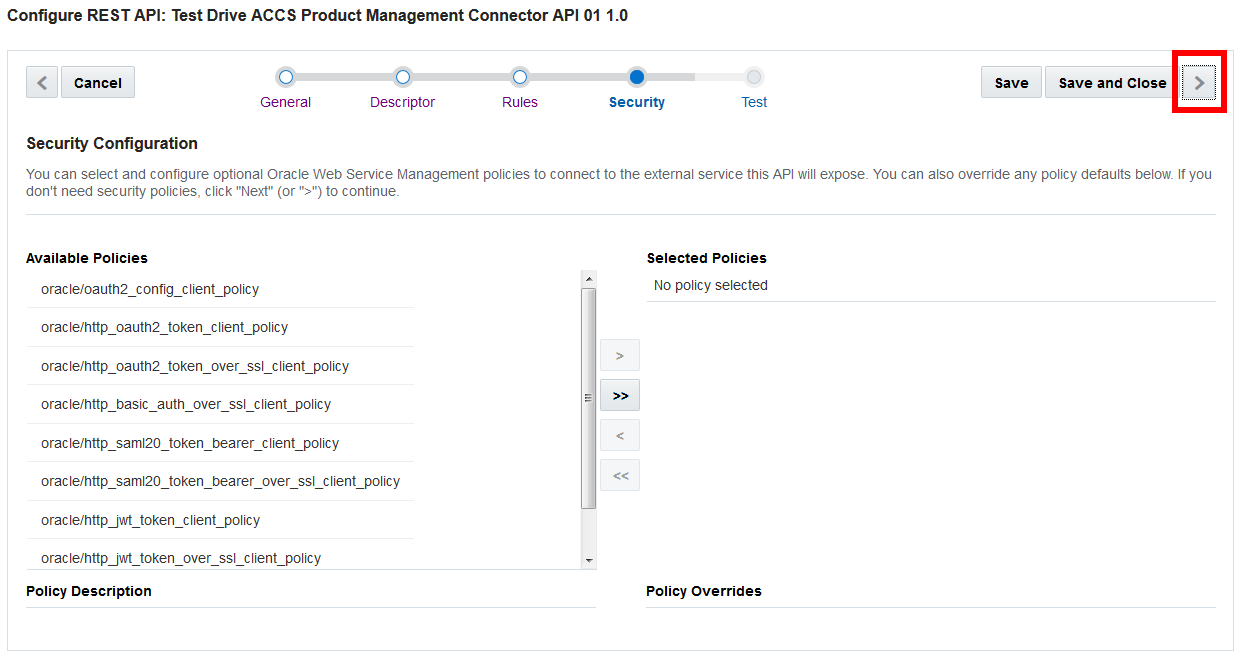 Configure REST API: Test Drive ACCS Product Management Connector API 01 1.0
Cancel
General
Descriptor
Rules
Security
Test
Save
Save and Close
>
Security Configuration
You can select and configure optional Oracle Web Service Management policies to connect to the external service this API will expose. You can also override any policy defaults below. If you
don't need security policies, click "Next" (or ">") to continue.
Available Policies
oracle/oauth2_config_client_policy
oracle/http_oauth2_token_client_policy
oracle/http_oauth2_token_over_ssl_client_policy
oracle/http_basic_auth_over_ssl_client_policy
oracle/http_saml20_token_bearer_client_policy
oracle/http_saml20_token_bearer_over_ssl_client_policy
oracle/http_jwt_token_client_policy
oracle/http_jwt_token_over_ssl_client_policy
>
>>
<
<<
Selected Policies
No policy selected
Policy Description
Policy Overrides